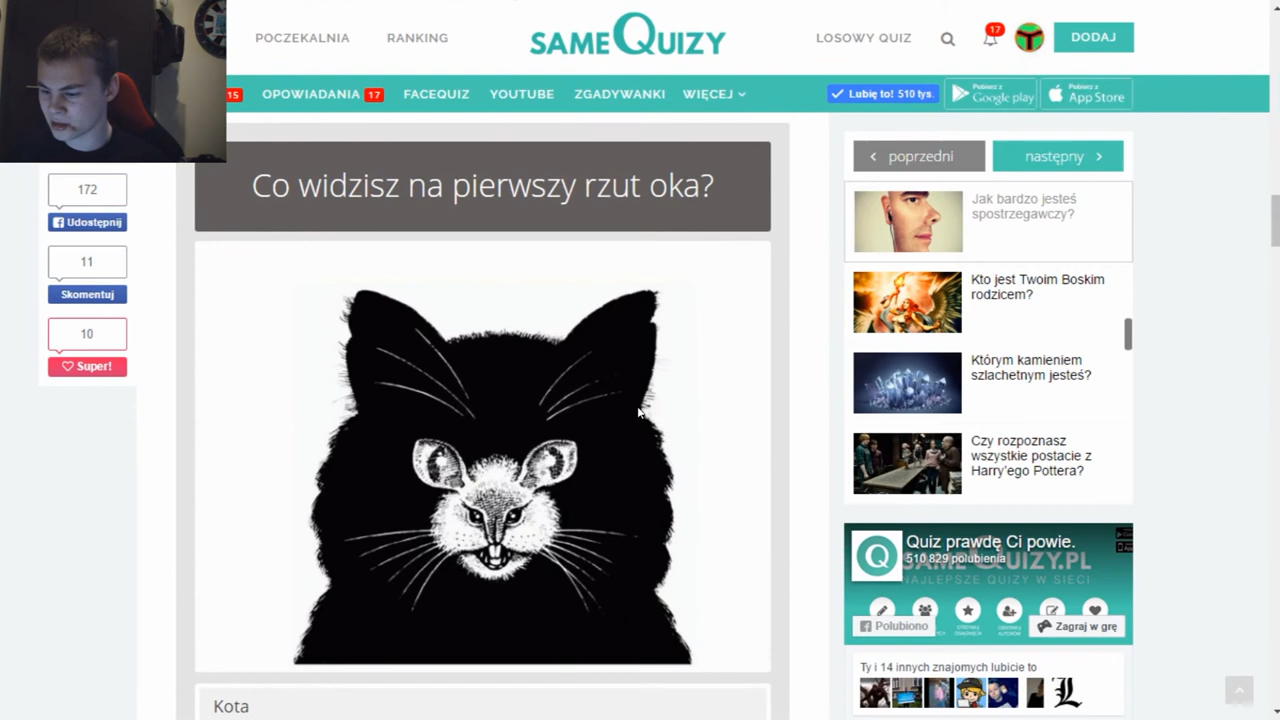 POCZEKALNIA
RANKING
SAMEQUIZY
LOSOWY QUIZ
17
DODAJ
15
OPOWIADANIA 17
FACEQUIZ
YOUTUBE
ZGADYWANKI
WIĘCEJ
Lubię to! 510 tys.
Pobierz z
Google play
Pobierz z
App Store
172
Udostępnij
11
Skomentuj
10
Super!
Co widzisz na pierwszy rzut oka?
Kota
poprzedni
następny
Jak bardzo jesteś
spostrzegawczy?
Kto jest Twoim Boskim
rodzicem?
Którym kamieniem
szlachetnym jesteś?
Czy rozpoznasz
wszystkie postacie z
Harry'ego Pottera?
Quiz prawdę Ci powie.
510 829 polubienia
SAMEQUIZY.PL
NAJLEPSZE QUIZY W SIECI
Polubiono
Zagraj w grę
Ty i 14 innych znajomych lubicie to